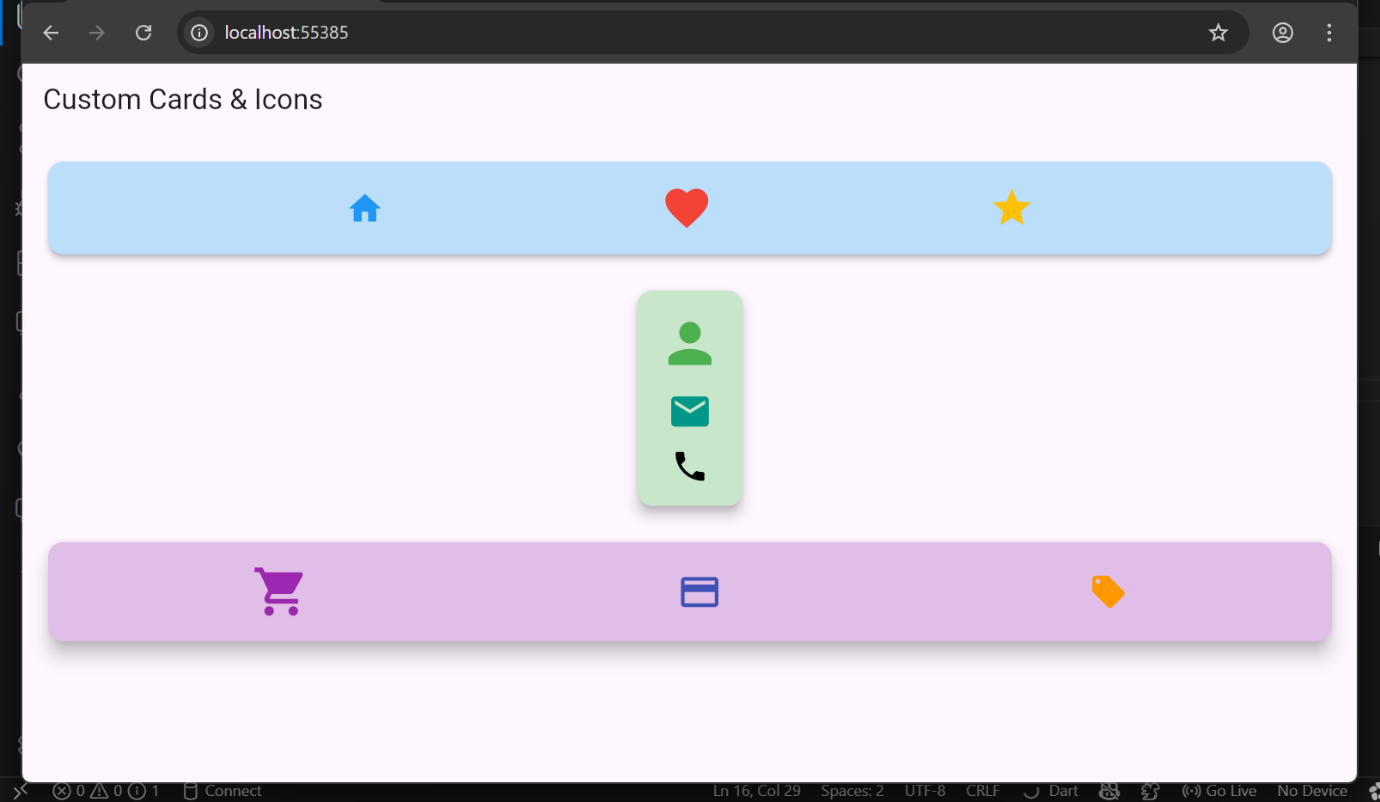 localhost:55385
Custom Cards & Icons
0 0 1 Connect Ln 16, Col 29 Spaces: 2 UTF-8 CRLF Dart Go Live No Device